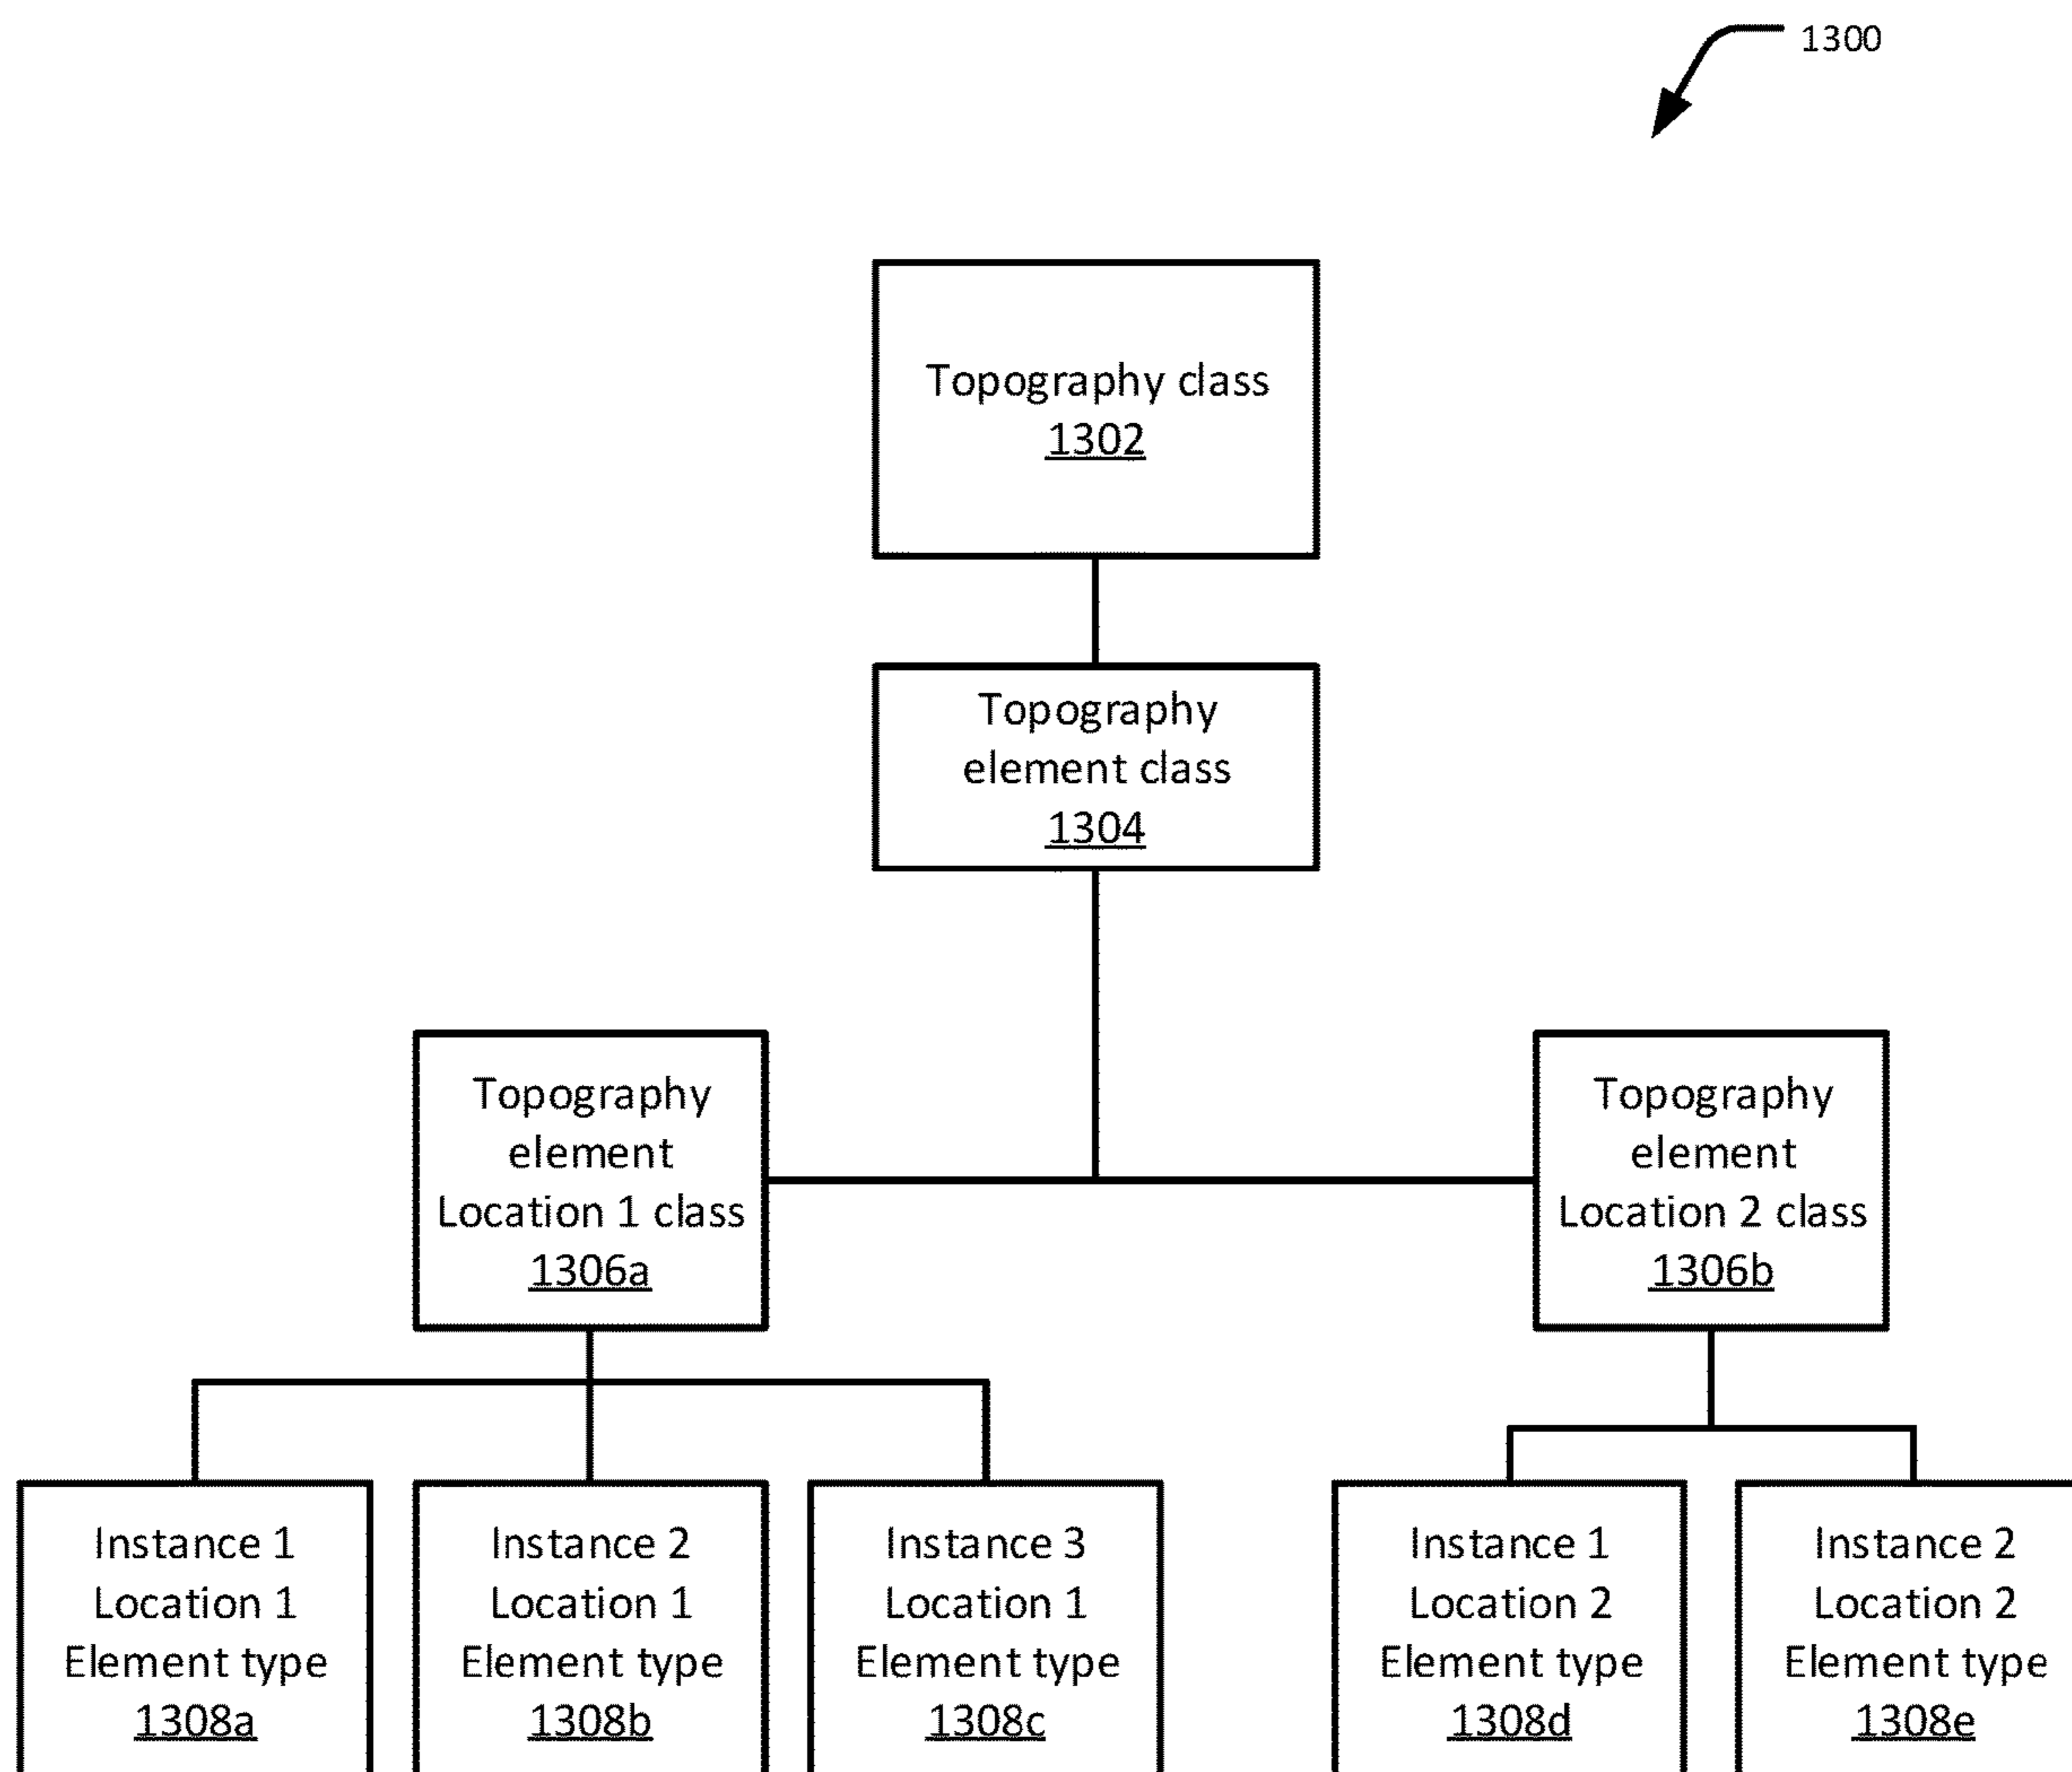 1300
Topography class
1302
Topography
element class
1304
Topography
element
Location 1 class
1306a
Topography
element
Location 2 class
1306b
Instance 1
Location 1
Element type
1308a
Instance 2
Location 1
Element type
1308b
Instance 3
Location 1
Element type
1308c
Instance 1
Location 2
Element type
1308d
Instance 2
Location 2
Element type
1308e